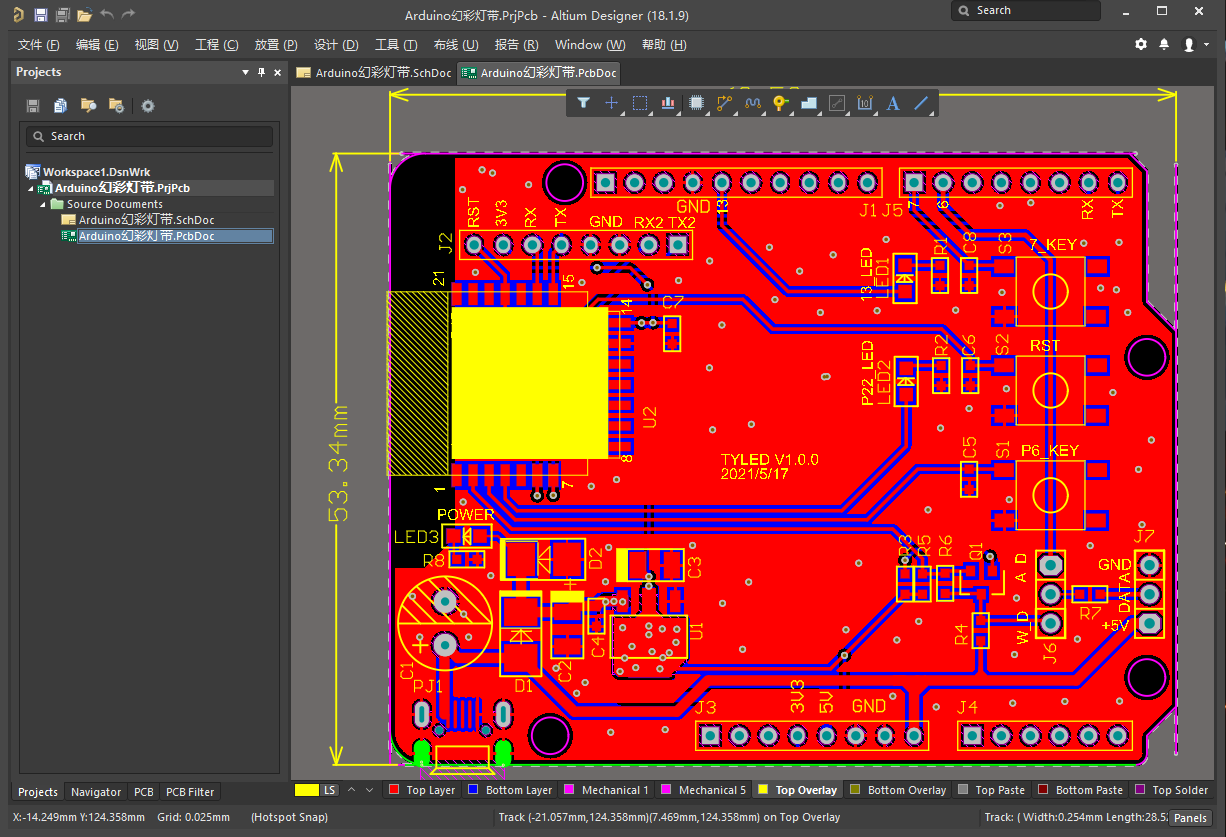 Arduino幻彩灯带.PrjPcb - Altium Designer (18.1.9)
Search
文件 (F) 编辑 (E) 视图 (V) 工程 (C) 放置 (P) 设计 (D) 工具 (T) 布线 (U) 报告 (R) Window (W) 帮助 (H)
Projects
Arduino幻彩灯带.SchDoc
Arduino幻彩灯带.PcbDoc
Search
Workspace1.DsnWrk
Arduino幻彩灯带.PrjPcb
Source Documents
Arduino幻彩灯带.SchDoc
Arduino幻彩灯带.PcbDoc
53.34mm
GND
13
J1
J5
7
6
RX
TX
J2
RST
3V3
RX
TX
GND
RX2
TX2
21
15
14
C7
U2
8
7
1
13_LED
LED1
R1
C8
S3
7_KEY
P22_LED
LED2
R2
C6
S2
RST
TYLED V1.0.0
2021/5/17
C5
S1
P6_KEY
POWER
LED3
R8
D2
C3
R3
R5
R6
Q1
A_D
J7
GND
DATA
+5V
R7
C1
D1
C2
C4
U1
R4
W_D
J6
PJ1
J3
3V3
5V
GND
J4
LS
Top Layer
Bottom Layer
Mechanical 1
Mechanical 5
Top Overlay
Bottom Overlay
Top Paste
Bottom Paste
Top Solder
Projects
Navigator
PCB
PCB Filter
X:-14.249mm Y:124.358mm Grid: 0.025mm (Hotspot Snap)
Track (-21.057mm,124.358mm)(7.469mm,124.358mm) on Top Overlay
Track: ( Width:0.254mm Length:28.52
Panels